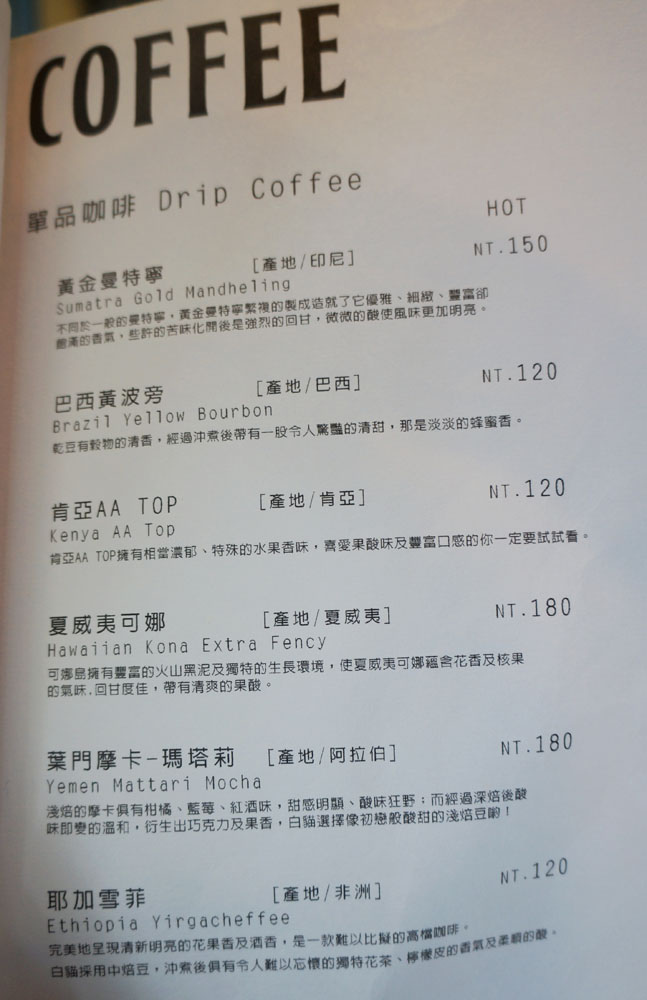 COFFEE
單品咖啡 Drip Coffee
HOT
黃金曼特寧 [產地/印尼] NT.150
Sumatra Gold Mandheling
不同於一般的曼特寧，黃金曼特寧繁複的製成造就了它優雅、細緻、豐富卻
飽滿的香氣，些許的苦味化開後是強烈的回甘，微微的酸使風味更加明亮。
巴西黃波旁 [產地/巴西] NT.120
Brazil Yellow Bourbon
乾豆有穀物的清香，經過沖煮後帶有一股令人驚豔的清甜，那是淡淡的蜂蜜香。
肯亞AA TOP [產地/肯亞] NT.120
Kenya AA Top
肯亞AA TOP擁有相當濃郁、特殊的水果香味，喜愛果酸味及豐富口感的你一定要試試看。
夏威夷可娜 [產地/夏威夷] NT.180
Hawaiian Kona Extra Fency
可娜島擁有豐富的火山黑泥及獨特的生長環境，使夏威夷可娜蘊含花香及核果
的氣味.回甘度佳，帶有清爽的果酸。
葉門摩卡-瑪塔莉 [產地/阿拉伯] NT.180
Yemen Mattari Mocha
淺焙的摩卡俱有柑橘、藍莓、紅酒味，甜感明顯、酸味狂野；而經過深焙後酸
味即變的溫和，衍生出巧克力及果香，白貓選擇像初戀般酸甜的淺焙豆喲！
耶加雪菲 [產地/非洲] NT.120
Ethiopia Yirgacheffee
完美地呈現清新明亮的花果香及酒香，是一款難以比擬的高檔咖啡。
白貓採用中焙豆，沖煮後俱有令人難以忘懷的獨特花茶、檸檬皮的香氣及柔順的酸。